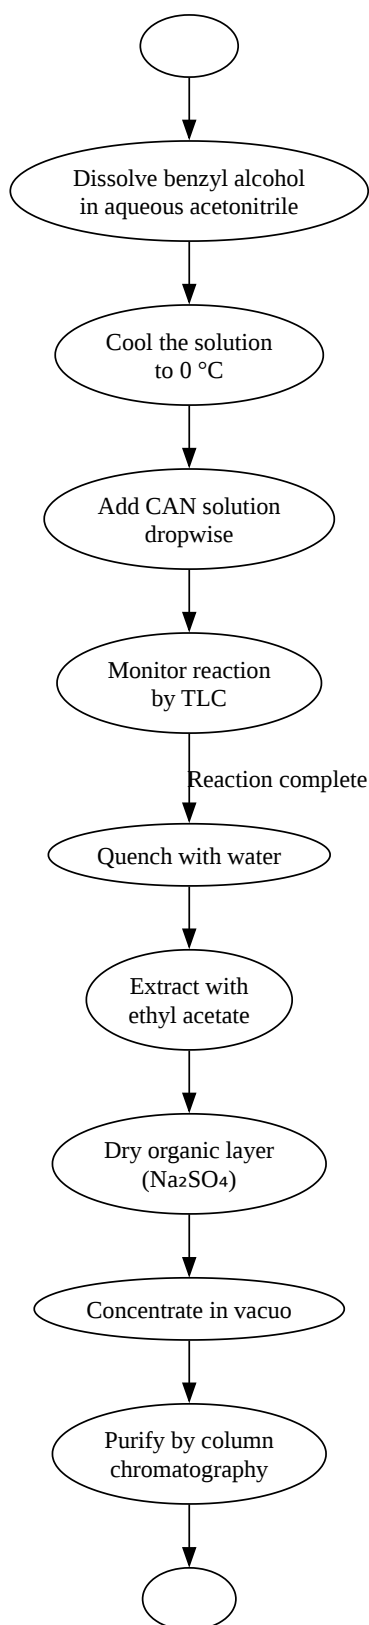 Dissolve benzyl alcohol
in aqueous acetonitrile
Cool the solution
to 0 °C
Add CAN solution
dropwise
Monitor reaction
by TLC
Reaction complete
Quench with water
Extract with
ethyl acetate
Dry organic layer
(Na₂SO₄)
Concentrate in vacuo
Purify by column
chromatography